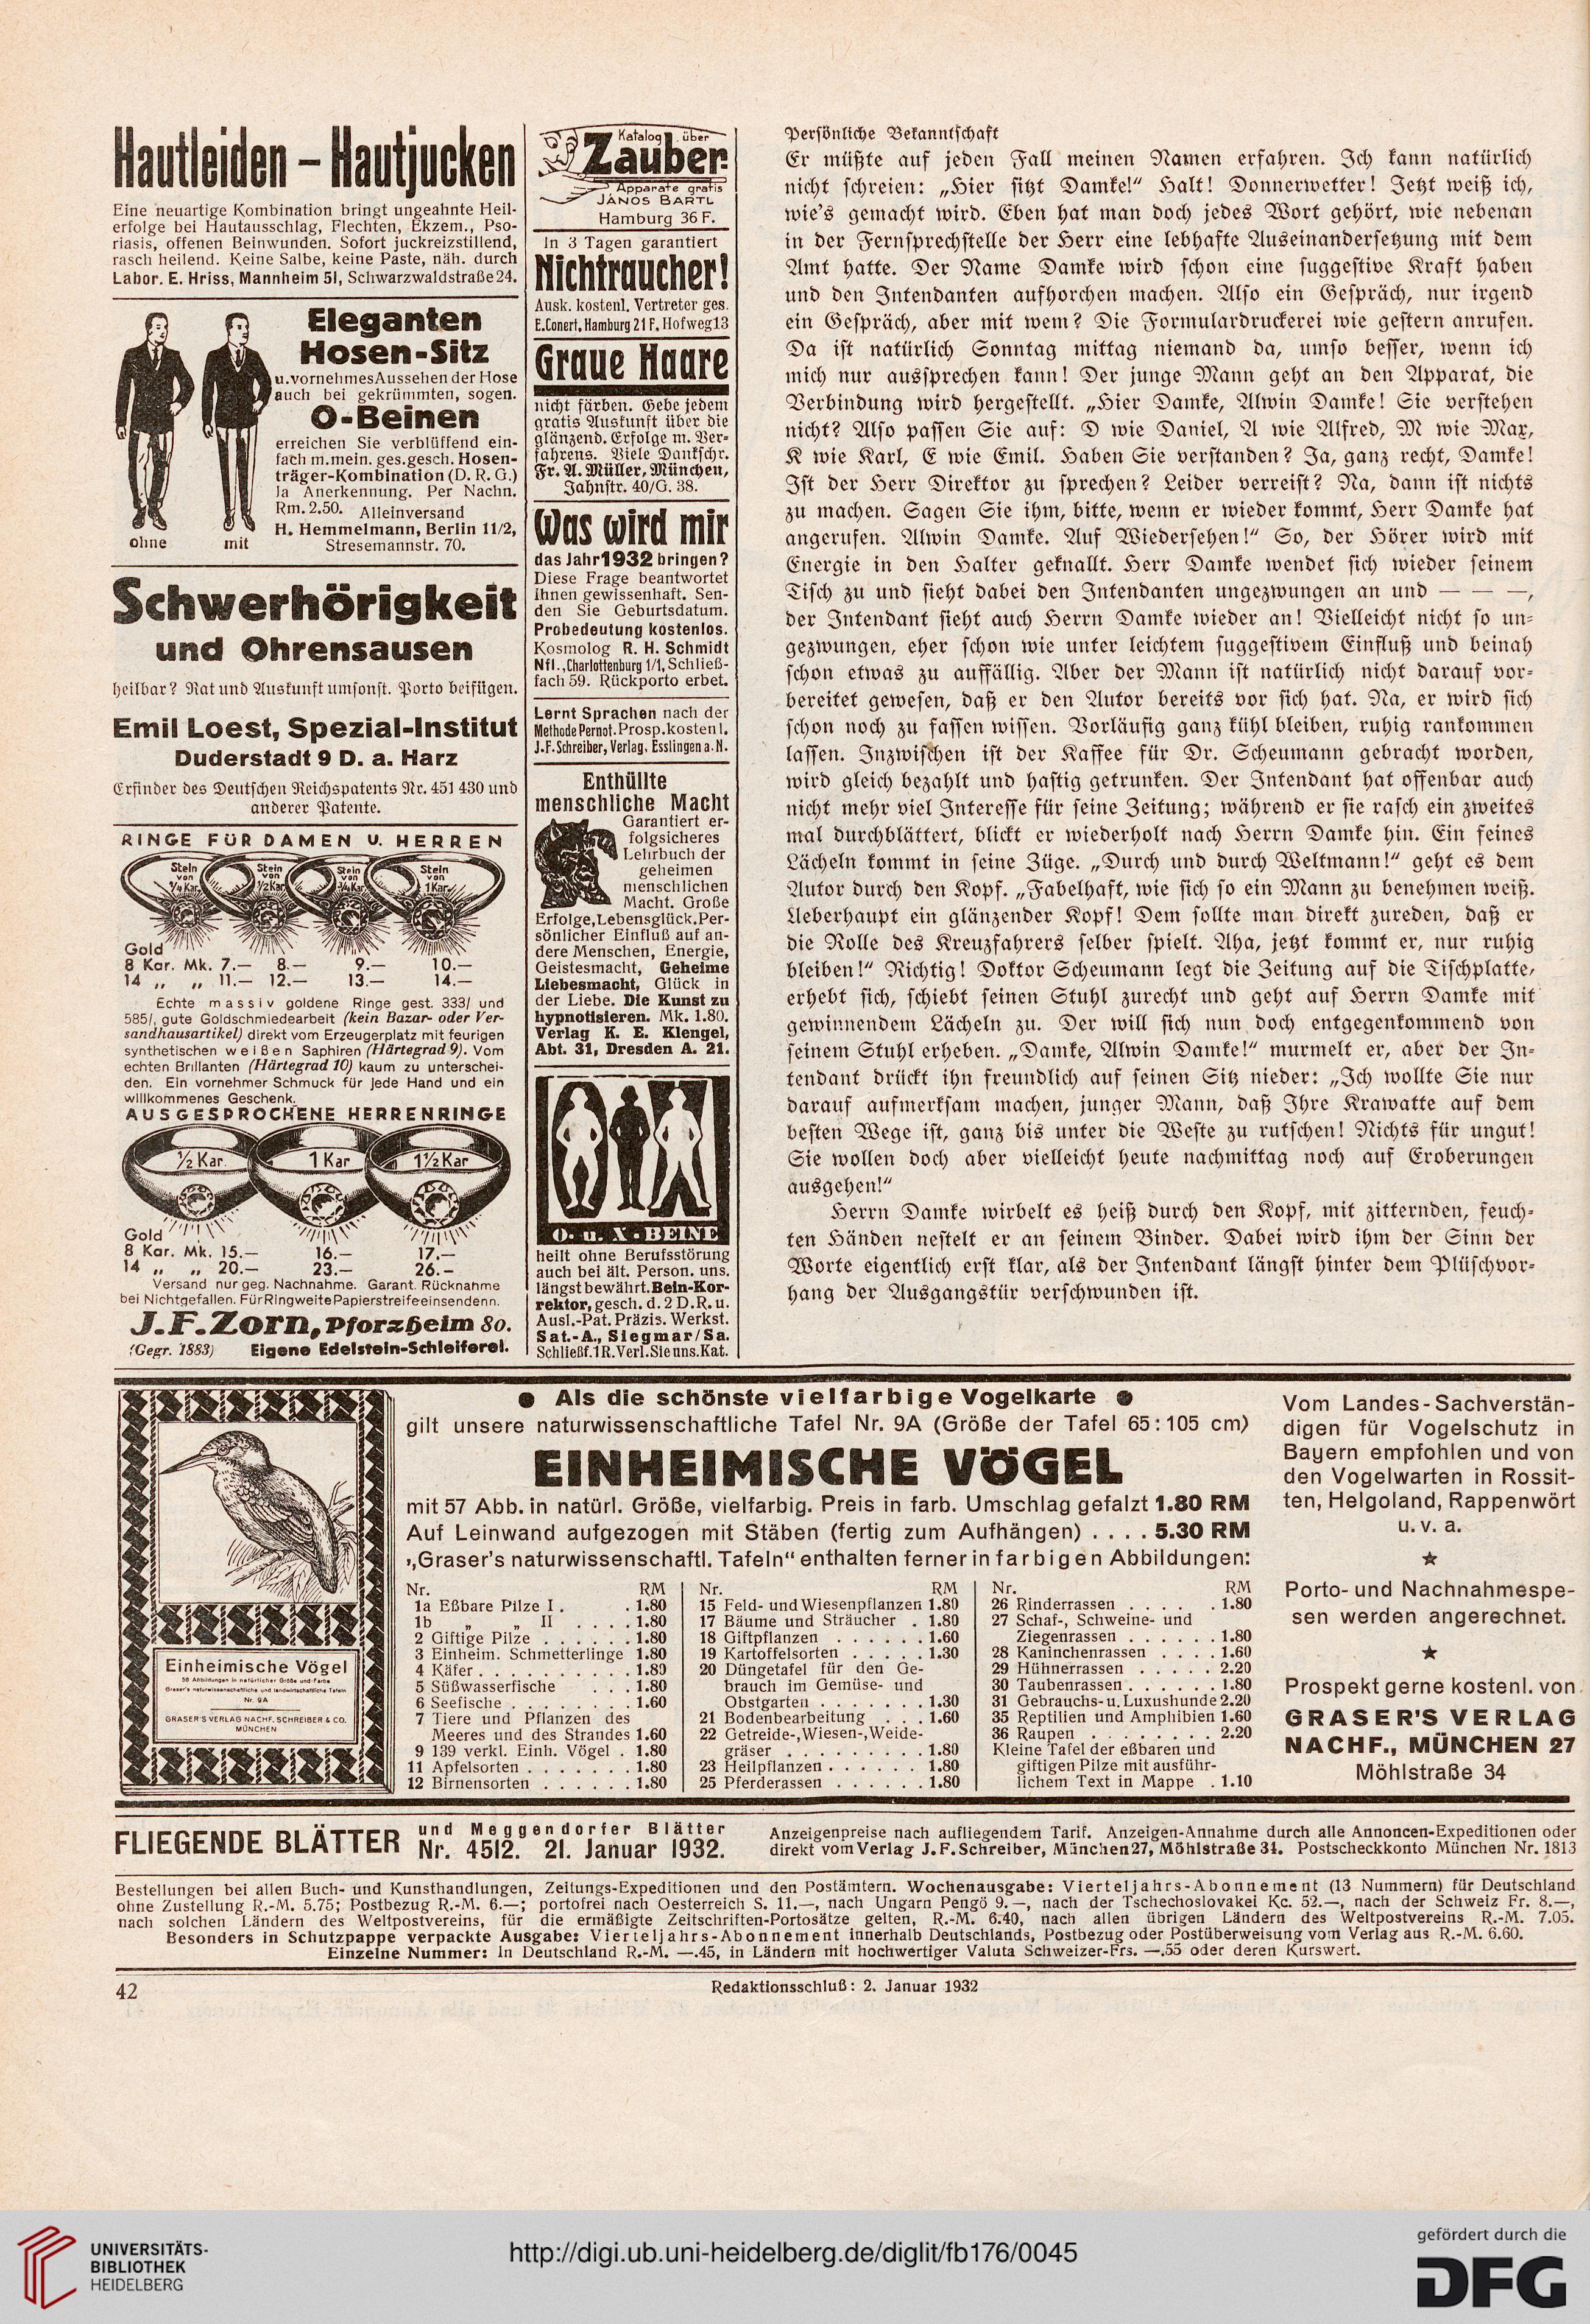 Hautleiden – Hautjucken
Eine neuartige Kombination bringt ungeahnte Heil-
erfolge bei Hautausschlag, Flechten, Ekzem., Pso-
riasis, offenen Beinwunden. Sofort juckreizstillend,
rasch heilend. Keine Salbe, keine Paste, näh. durch
Labor. E. Hriss, Mannheim 51, Schwarzwaldstraße 24.
Eleganten
Hosen-Sitz
u. vornehmes Aussehen der Hose
auch bei gekrümmten, sogen.
O-Beinen
erreichen Sie verblüffend ein-
fach m. mein. ges. gesch. Hosen-
träger-Kombination (D. R. G.)
Ia Anerkennung. Per Nachn.
Rm. 2.50. Alleinversand
H. Hemmelmann, Berlin 11/2,
Stresemannstr. 70.
ohne mit
Schwerhörigkeit
und Ohrensausen
heilbar? Rat und Auskunft umsonst. Porto beifügen.
Emil Loest, Spezial-Institut
Duderstadt 9 D. a. Harz
Erfinder des Deutschen Reichspatents Nr. 451 430 und
anderer Patente.
RINGE FÜR DAMEN U. HERREN
Stein von ¼ Kar. Stein von ½ Kar. Stein von ¾ Kar. Stein von 1 Kar.
Gold
8 Kar. Mk. 7.— 8.— 9.— 10.—
14 „ „ 11.— 12.— 13.— 14.—
Echte massiv goldene Ringe gest. 333/ und
585/, gute Goldschmiedearbeit (kein Bazar- oder Ver-
sandhausartikel) direkt vom Erzeugerplatz mit feurigen
synthetischen weißen Saphiren (Härtegrad 9). Vom
echten Brillanten (Härtegrad 10) kaum zu unterschei-
den. Ein vornehmer Schmuck für jede Hand und ein
willkommenes Geschenk.
AUSGESPROCHENE HERRENRINGE
½ Kar. 1 Kar 1½ Kar
Gold
8 Kar. Mk. 15.— 16.— 17.—
14 „ „ 20.— 23.— 26.—
Versand nur geg. Nachnahme. Garant. Rücknahme
bei Nichtgefallen. Für Ringweite Papierstreife einsendenn.
J. F. Zorn, Pforzheim 80.
(Gegr. 1883) Eigene Edelstein-Schleiferei.
Katalog über
Zauber-
Apparate gratis
JÁNOS BARTL
Hamburg 36 F.
In 3 Tagen garantiert
Nichtraucher!
Ausk. kostenl. Vertreter ges.
E. Conert, Hamburg 21 F, Hofweg 13
Graue Haare
nicht färben. Gebe jedem
gratis Auskunft über die
glänzend. Erfolge m. Ver-
fahrens. Viele Dankschr.
Fr. A. Müller, München,
Jahnstr. 40/G. 38.
Was wird mir
das Jahr 1932 bringen?
Diese Frage beantwortet
Ihnen gewissenhaft. Sen-
den Sie Geburtsdatum.
Probedeutung kostenlos.
Kosmolog R. H. Schmidt
Nfl., Charlottenburg 1/1, Schließ-
fach 59. Rückporto erbet.
Lernt Sprachen nach der
Methode Pernot. Prosp. kostenl.
J. F. Schreiber, Verlag, Esslingen a. N.
Enthüllte
menschliche Macht
Garantiert er-
folgsicheres
Lehrbuch der
geheimen
menschlichen
Macht. Große
Erfolge, Lebensglück, Per-
sönlicher Einfluß auf an-
dere Menschen, Energie,
Geistesmacht, Geheime
Liebesmacht, Glück in
der Liebe. Die Kunst zu
hypnotisieren. Mk. 1.80.
Verlag K. E. Klengel,
Abt. 31, Dresden A. 21.
O- u. X-BEINE
heilt ohne Berufsstörung
auch bei ält. Person. uns.
längst bewährt. Bein-Kor-
rektor, gesch. d. 2 D. R. u.
Ausl.-Pat. Präzis. Werkst.
Sat.-A., Siegmar/Sa.
Schließf. 1 R. Verl. Sie uns. Kat.
Persönliche Bekanntschaft
Er müßte auf jeden Fall meinen Namen erfahren. Ich kann natürlich
nicht schreien: „Hier sitzt Damke!“ Halt! Donnerwetter! Jetzt weiß ich,
wie's gemacht wird. Eben hat man doch jedes Wort gehört, wie nebenan
in der Fernsprechstelle der Herr eine lebhafte Auseinandersetzung mit dem
Amt hatte. Der Name Damke wird schon eine suggestive Kraft haben
und den Intendanten aufhorchen machen. Also ein Gespräch, nur irgend
ein Gespräch, aber mit wem? Die Formulardruckerei wie gestern anrufen.
Da ist natürlich Sonntag mittag niemand da, umso besser, wenn ich
mich nur aussprechen kann! Der junge Mann geht an den Apparat, die
Verbindung wird hergestellt. „Hier Damke, Alwin Damke! Sie verstehen
nicht? Also passen Sie auf: D wie Daniel, A wie Alfred, M wie Max,
K wie Karl, E wie Emil. Haben Sie verstanden? Ja, ganz recht, Damke!
Ist der Herr Direktor zu sprechen? Leider verreist? Na, dann ist nichts
zu machen. Sagen Sie ihm, bitte, wenn er wieder kommt, Herr Damke hat
angerufen. Alwin Damke. Auf Wiedersehen!“ So, der Hörer wird mit
Energie in den Halter geknallt. Herr Damke wendet sich wieder seinem
Tisch zu und sieht dabei den Intendanten ungezwungen an und — — —,
der Intendant sieht auch Herrn Damke wieder an! Vielleicht nicht so un-
gezwungen, eher schon wie unter leichtem suggestivem Einfluß und beinah
schon etwas zu auffällig. Aber der Mann ist natürlich nicht darauf vor-
bereitet gewesen, daß er den Autor bereits vor sich hat. Na, er wird sich
schon noch zu fassen wissen. Vorläufig ganz kühl bleiben, ruhig rankommen
lassen. Inzwischen ist der Kaffee für Dr. Scheumann gebracht worden,
wird gleich bezahlt und hastig getrunken. Der Intendant hat offenbar auch
nicht mehr viel Interesse für seine Zeitung; während er sie rasch ein zweites
mal durchblättert, blickt er wiederholt nach Herrn Damke hin. Ein feines
Lächeln kommt in seine Züge. „Durch und durch Weltmann!“ geht es dem
Autor durch den Kopf. „Fabelhaft, wie sich so ein Mann zu benehmen weiß.
Ueberhaupt ein glänzender Kopf! Dem sollte man direkt zureden, daß er
die Rolle des Kreuzfahrers selber spielt. Aha, jetzt kommt er, nur ruhig
bleiben!“ Richtig! Doktor Scheumann legt die Zeitung auf die Tischplatte,
erhebt sich, schiebt seinen Stuhl zurecht und geht auf Herrn Damke mit
gewinnendem Lächeln zu. Der will sich nun doch entgegenkommend von
seinem Stuhl erheben. „Damke, Alwin Damke!“ murmelt er, aber der In-
tendant drückt ihn freundlich auf seinen Sitz nieder: „Ich wollte Sie nur
darauf aufmerksam machen, junger Mann, daß Ihre Krawatte auf dem
besten Wege ist, ganz bis unter die Weste zu rutschen! Nichts für ungut!
Sie wollen doch aber vielleicht heute nachmittag noch auf Eroberungen
ausgehen!“
Herrn Damke wirbelt es heiß durch den Kopf, mit zitternden, feuch-
ten Händen nestelt er an seinem Binder. Dabei wird ihm der Sinn der
Worte eigentlich erst klar, als der Intendant längst hinter dem Plüschvor-
hang der Ausgangstür verschwunden ist.
Einheimische Vögel
56 Abbildungen in natürlicher Größe und Farbe
Graser's naturwissenschaftliche und landwirtschaftliche Tafeln
Nr. 9A
GRASER'S VERLAG NACHF. SCHREIBER & CO.
MÜNCHEN
Als die schönste vielfarbige Vogelkarte
gilt unsere naturwissenschaftliche Tafel Nr. 9A (Größe der Tafel 65:105 cm)
EINHEIMISCHE VÖGEL
mit 57 Abb. in natürl. Größe, vielfarbig. Preis in farb. Umschlag gefalzt 1.80 RM
Auf Leinwand aufgezogen mit Stäben (fertig zum Aufhängen) . . . . 5.30 RM
„Graser's naturwissenschaftl. Tafeln“ enthalten ferner in farbigen Abbildungen:
Nr. RM
1a Eßbare Pilze I . . 1.80
1b „ „ II . . . . 1.80
2 Giftige Pilze . . . . . . 1.80
3 Einheim. Schmetterlinge 1.80
4 Käfer . . . . . . . . . . 1.80
5 Süßwasserfische . . . 1.80
6 Seefische . . . . . . . . 1.60
7 Tiere und Pflanzen des
Meeres und des Strandes 1.60
9 139 verkl. Einh. Vögel . 1.80
11 Apfelsorten . . . . . . . 1.80
12 Birnensorten . . . . . . 1.80
Nr. RM
15 Feld- und Wiesenpflanzen 1.80
17 Bäume und Sträucher . 1.80
18 Giftpflanzen . . . . . . 1.60
19 Kartoffelsorten . . . . . 1.30
20 Düngetafel für den Ge-
brauch im Gemüse- und
Obstgarten . . . . . . . 1.30
21 Bodenbearbeitung . . . 1.60
22 Getreide-, Wiesen-, Weide-
gräser . . . . . . . . . 1.80
23 Heilpflanzen . . . . . . 1.80
25 Pferderassen . . . . . . 1.80
Nr. RM
26 Rinderrassen . . . . . 1.80
27 Schaf-, Schweine- und
Ziegenrassen . . . . . . 1.80
28 Kaninchenrassen . . . . 1.60
29 Hühnerrassen . . . . . 2.20
30 Taubenrassen . . . . . . 1.80
31 Gebrauchs- u. Luxushunde 2.20
35 Reptilien und Amphibien 1.60
36 Raupen . . . . . . . . 2.20
Kleine Tafel der eßbaren und
giftigen Pilze mit ausführ-
lichem Text in Mappe . 1.10
Vom Landes-Sachverstän-
digen für Vogelschutz in
Bayern empfohlen und von
den Vogelwarten in Rossit-
ten, Helgoland, Rappenwört
u. v. a.
Porto- und Nachnahmespe-
sen werden angerechnet.
Prospekt gerne kostenl. von
GRASER'S VERLAG
NACHF., MÜNCHEN 27
Möhlstraße 34
FLIEGENDE BLÄTTER und Meggendorfer Blätter
Nr. 4512. 21. Januar 1932.
Anzeigenpreise nach aufliegendem Tarif. Anzeigen-Annahme durch alle Annoncen-Expeditionen oder
direkt vom Verlag J. F. Schreiber, München 27, Möhlstraße 34. Postscheckkonto München Nr. 1813
Bestellungen bei allen Buch- und Kunsthandlungen, Zeitungs-Expeditionen und den Postämtern. Wochenausgabe: Vierteljahrs-Abonnement (13 Nummern) für Deutschland
ohne Zustellung R.-M. 5.75; Postbezug R.-M. 6.—; portofrei nach Oesterreich S. 11.—, nach Ungarn Pengö 9.—, nach der Tschechoslovakei Kc. 52.—, nach der Schweiz Fr. 8.—,
nach solchen Ländern des Weltpostvereins, für die ermäßigte Zeitschriften-Portosätze gelten, R.-M. 6.40, nach allen übrigen Ländern des Weltpostvereins R.-M. 7.05.
Besonders in Schutzpappe verpackte Ausgabe: Vierteljahrs-Abonnement innerhalb Deutschlands, Postbezug oder Postüberweisung vom Verlag aus R.-M. 6.60.
Einzelne Nummer: In Deutschland R.-M. —.45, in Ländern mit hochwertiger Valuta Schweizer-Frs. —.55 oder deren Kurswert.
42
Redaktionsschluß: 2. Januar 1932
UNIVERSITÄTS-
BIBLIOTHEK
HEIDELBERG
http://digi.ub.uni-heidelberg.de/diglit/fb176/0045
gefördert durch die
DFG